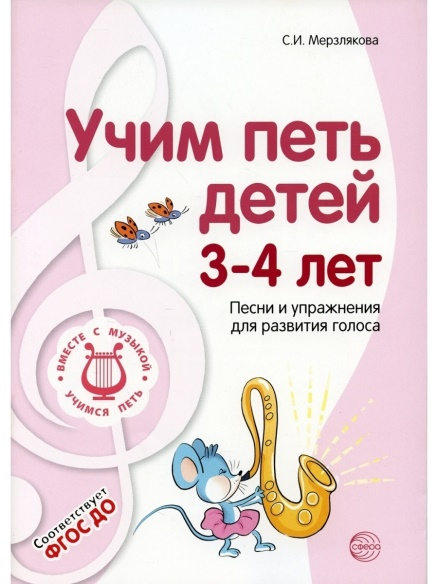 С.И. Мерзлякова
Учим петь
детей
3-4 лет
Песни и упражнения
для развития голоса
ВМЕСТЕ С МУЗЫКОЙ
УЧИМСЯ ПЕТЬ
Соответствует
ФГОС ДО
СФЕРА